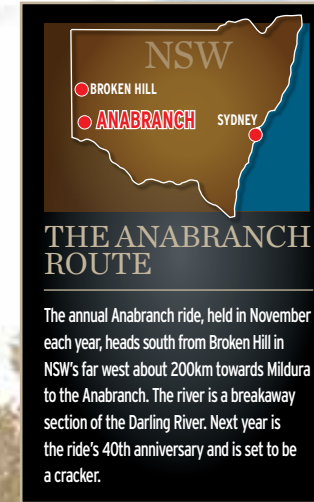 NSW
BROKEN HILL
ANABRANCH
SYDNEY
THE ANABRANCH
ROUTE
The annual Anabranch ride, held in November
each year, heads south from Broken Hill in
NSW's far west about 200km towards Mildura
to the Anabranch. The river is a breakaway
section of the Darling River. Next year is
the ride's 40th anniversary and is set to be
a cracker.